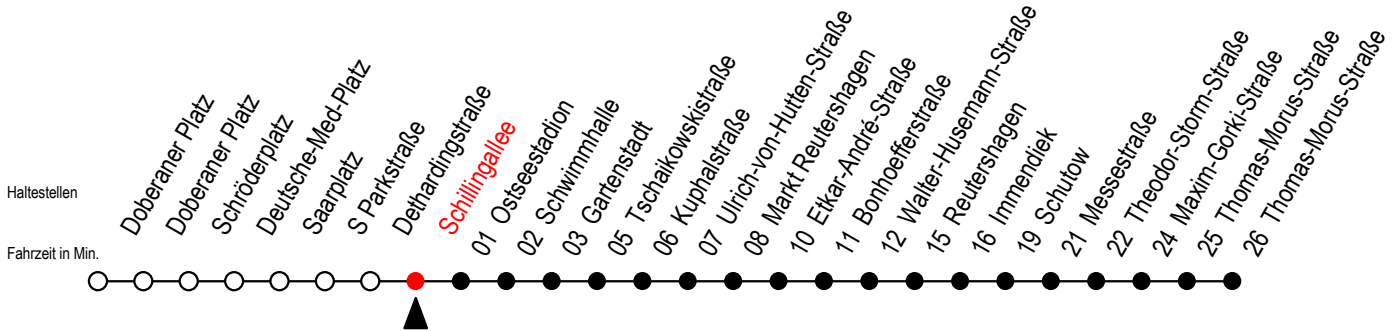 Haltestellen
Fahrzeit in Min.
Doberaner Platz
Doberaner Platz
Schröderplatz
Deutsche-Med-Platz
Saarplatz
S Parkstraße
Dethardingstraße
Schillingallee
01 Ostseestadion
02 Schwimmhalle
03 Gartenstadt
05 Tschaikowskistraße
06 Kuphalstraße
07 Ulrich-von-Hutten-Straße
08 Markt Reutershagen
10 Etkar-André-Straße
11 Bonhoefferstraße
12 Walter-Husemann-Straße
15 Reutershagen
16 Immendiek
19 Schutow
21 Messestraße
22 Theodor-Storm-Straße
24 Maxim-Gorki-Straße
25 Thomas-Morus-Straße
26 Thomas-Morus-Straße